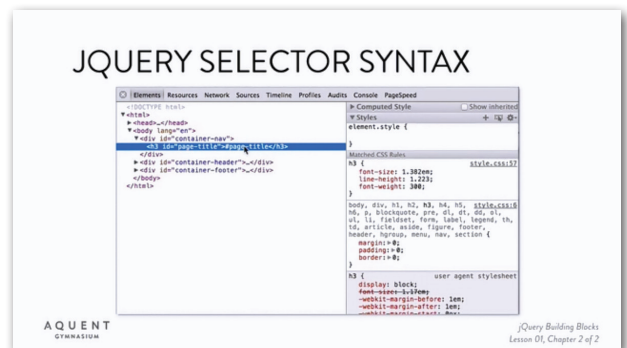 JQUERY SELECTOR SYNTAX
Elements Resources Network Sources Timeline Profiles Audits Console PageSpeed
<!DOCTYPE html>
▼<html>
▶<head>…</head>
▼<body lang="en">
▼<div id="container-nav">
<h3 id="page-title">#page-title</h3>
</div>
▶<div id="container-header">…</div>
▶<div id="container-footer">…</div>
</body>
</html>
▶ Computed Style Show inherited
▼ Styles
element.style {
}
Matched CSS Rules
h3 { style.css:57
font-size: 1.382em;
line-height: 1.223;
font-weight: 300;
}
body, div, h1, h2, h3, h4, h5, style.css:6
h6, p, blockquote, pre, dl, dt, dd, ol,
ul, li, fieldset, form, label, legend, th,
td, article, aside, figure, footer,
header, hgroup, menu, nav, section {
margin:▶0;
padding:▶0;
border:▶0;
}
h3 { user agent stylesheet
display: block;
font-size: 1.17em;
-webkit-margin-before: 1em;
-webkit-margin-after: 1em;
AQUENT
GYMNASIUM
jQuery Building Blocks
Lesson 01, Chapter 2 of 2